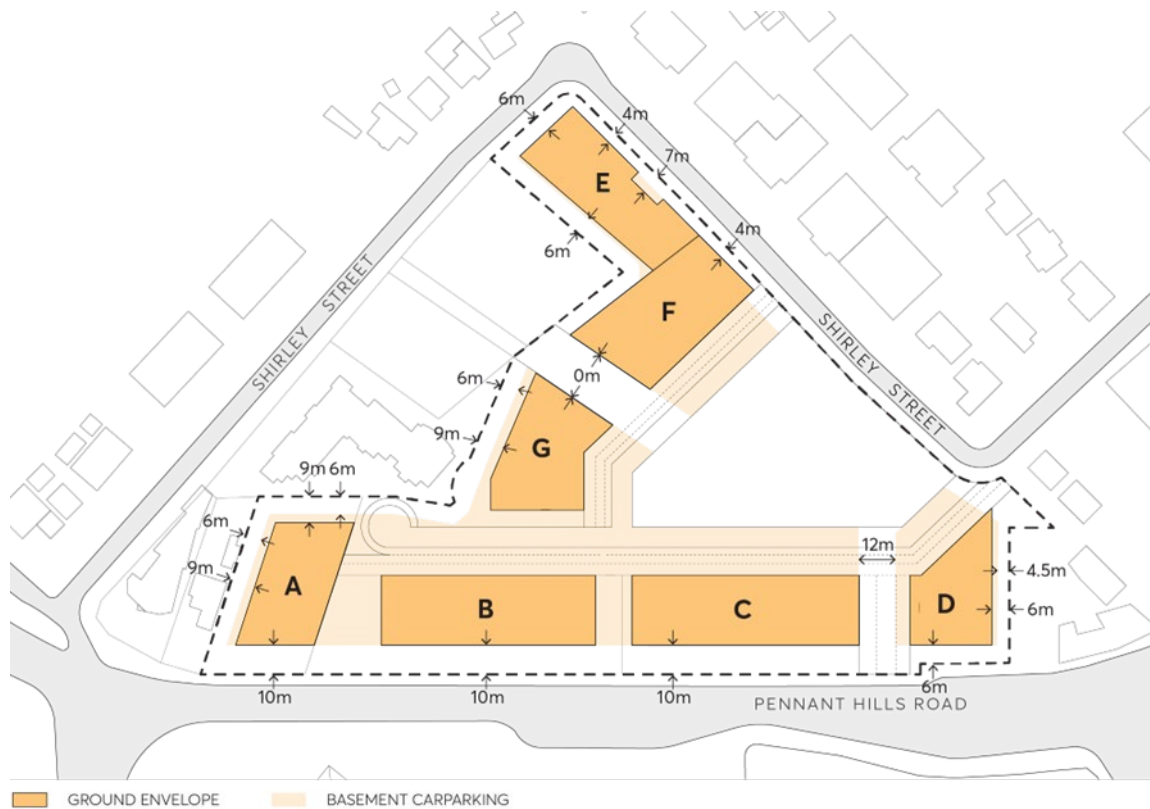 6m
4m
7m
E
4m
6m
F
SHIRLEY STREET
SHIRLEY STREET
0m
6m
9m
G
9m 6m
6m
12m
9m
4.5m
A
B
C
D
6m
10m
10m
10m
6m
PENNANT HILLS ROAD
GROUND ENVELOPE
BASEMENT CARPARKING